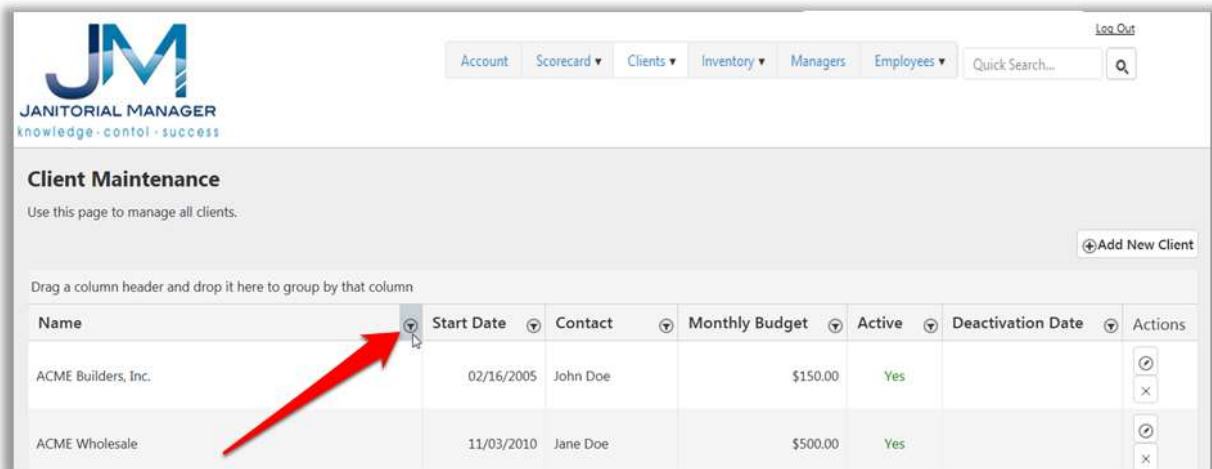 Log Out
JM
Account Scorecard ▾ Clients ▾ Inventory ▾ Managers Employees ▾ Quick Search...
JANITORIAL MANAGER
knowledge · contol · success
Client Maintenance
Use this page to manage all clients.
Add New Client
Drag a column header and drop it here to group by that column
Name Start Date Contact Monthly Budget Active Deactivation Date Actions
ACME Builders, Inc. 02/16/2005 John Doe $150.00 Yes
ACME Wholesale 11/03/2010 Jane Doe $500.00 Yes